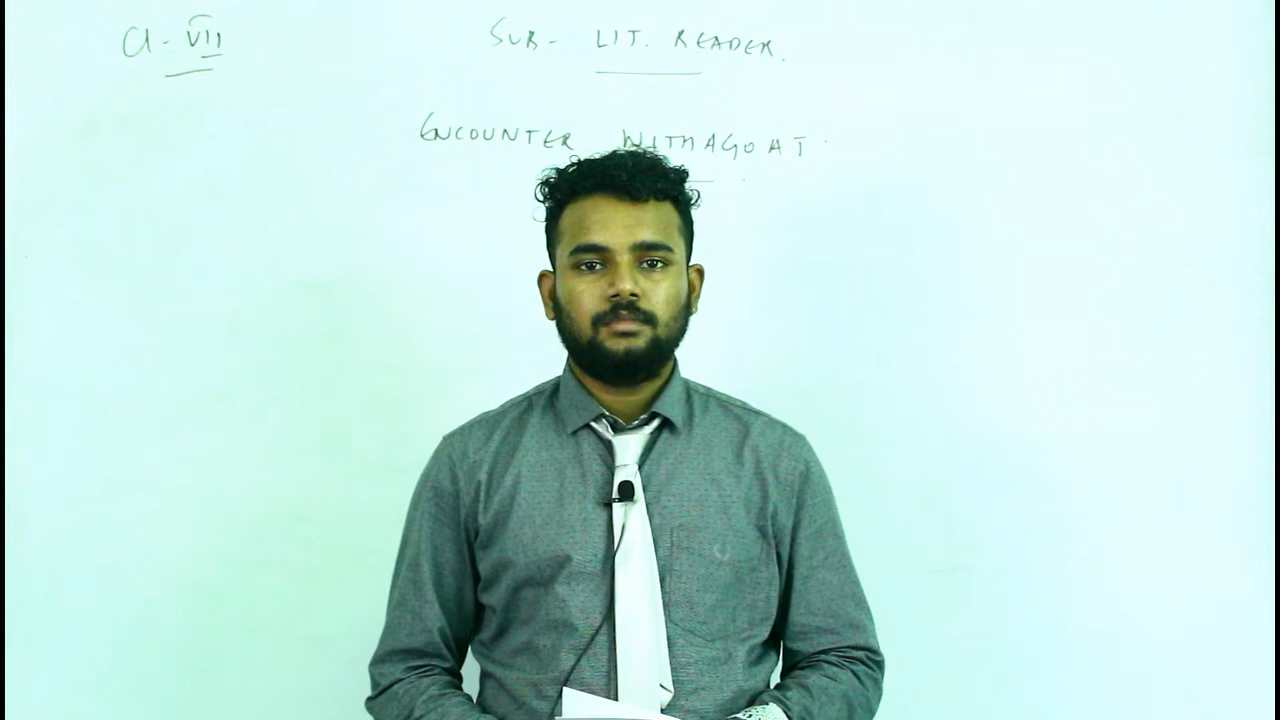 Cl - VII
SUB - LIT. READER.
ENCOUNTER WITH A GOAT.